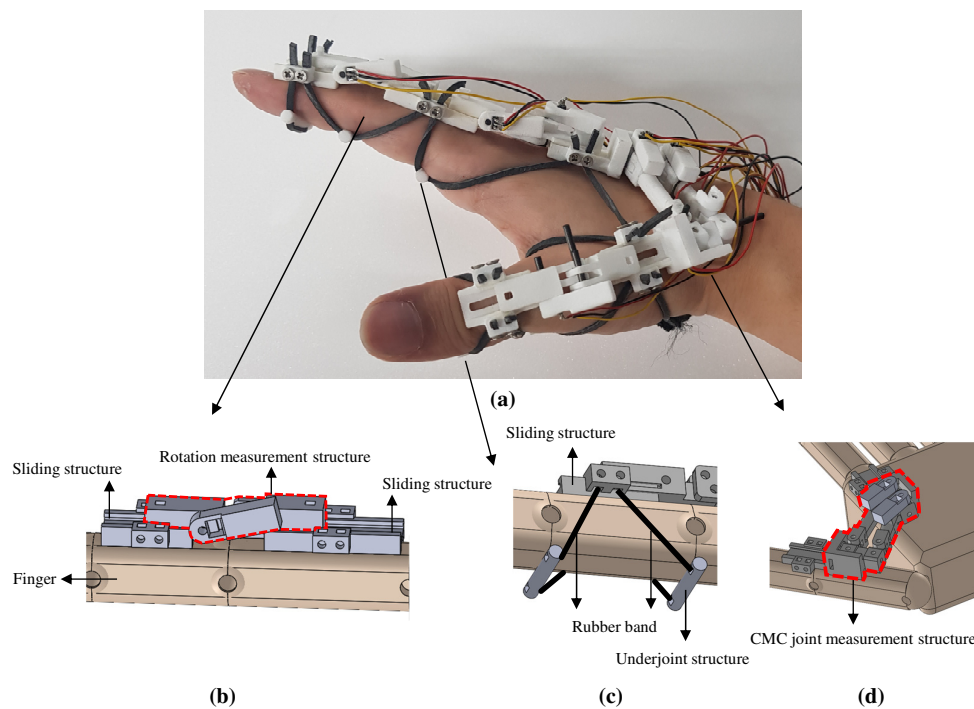 (a)
Sliding structure
Rotation measurement structure
Sliding structure
Finger
(b)
Sliding structure
Rubber band
Underjoint structure
(c)
CMC joint measurement structure
(d)